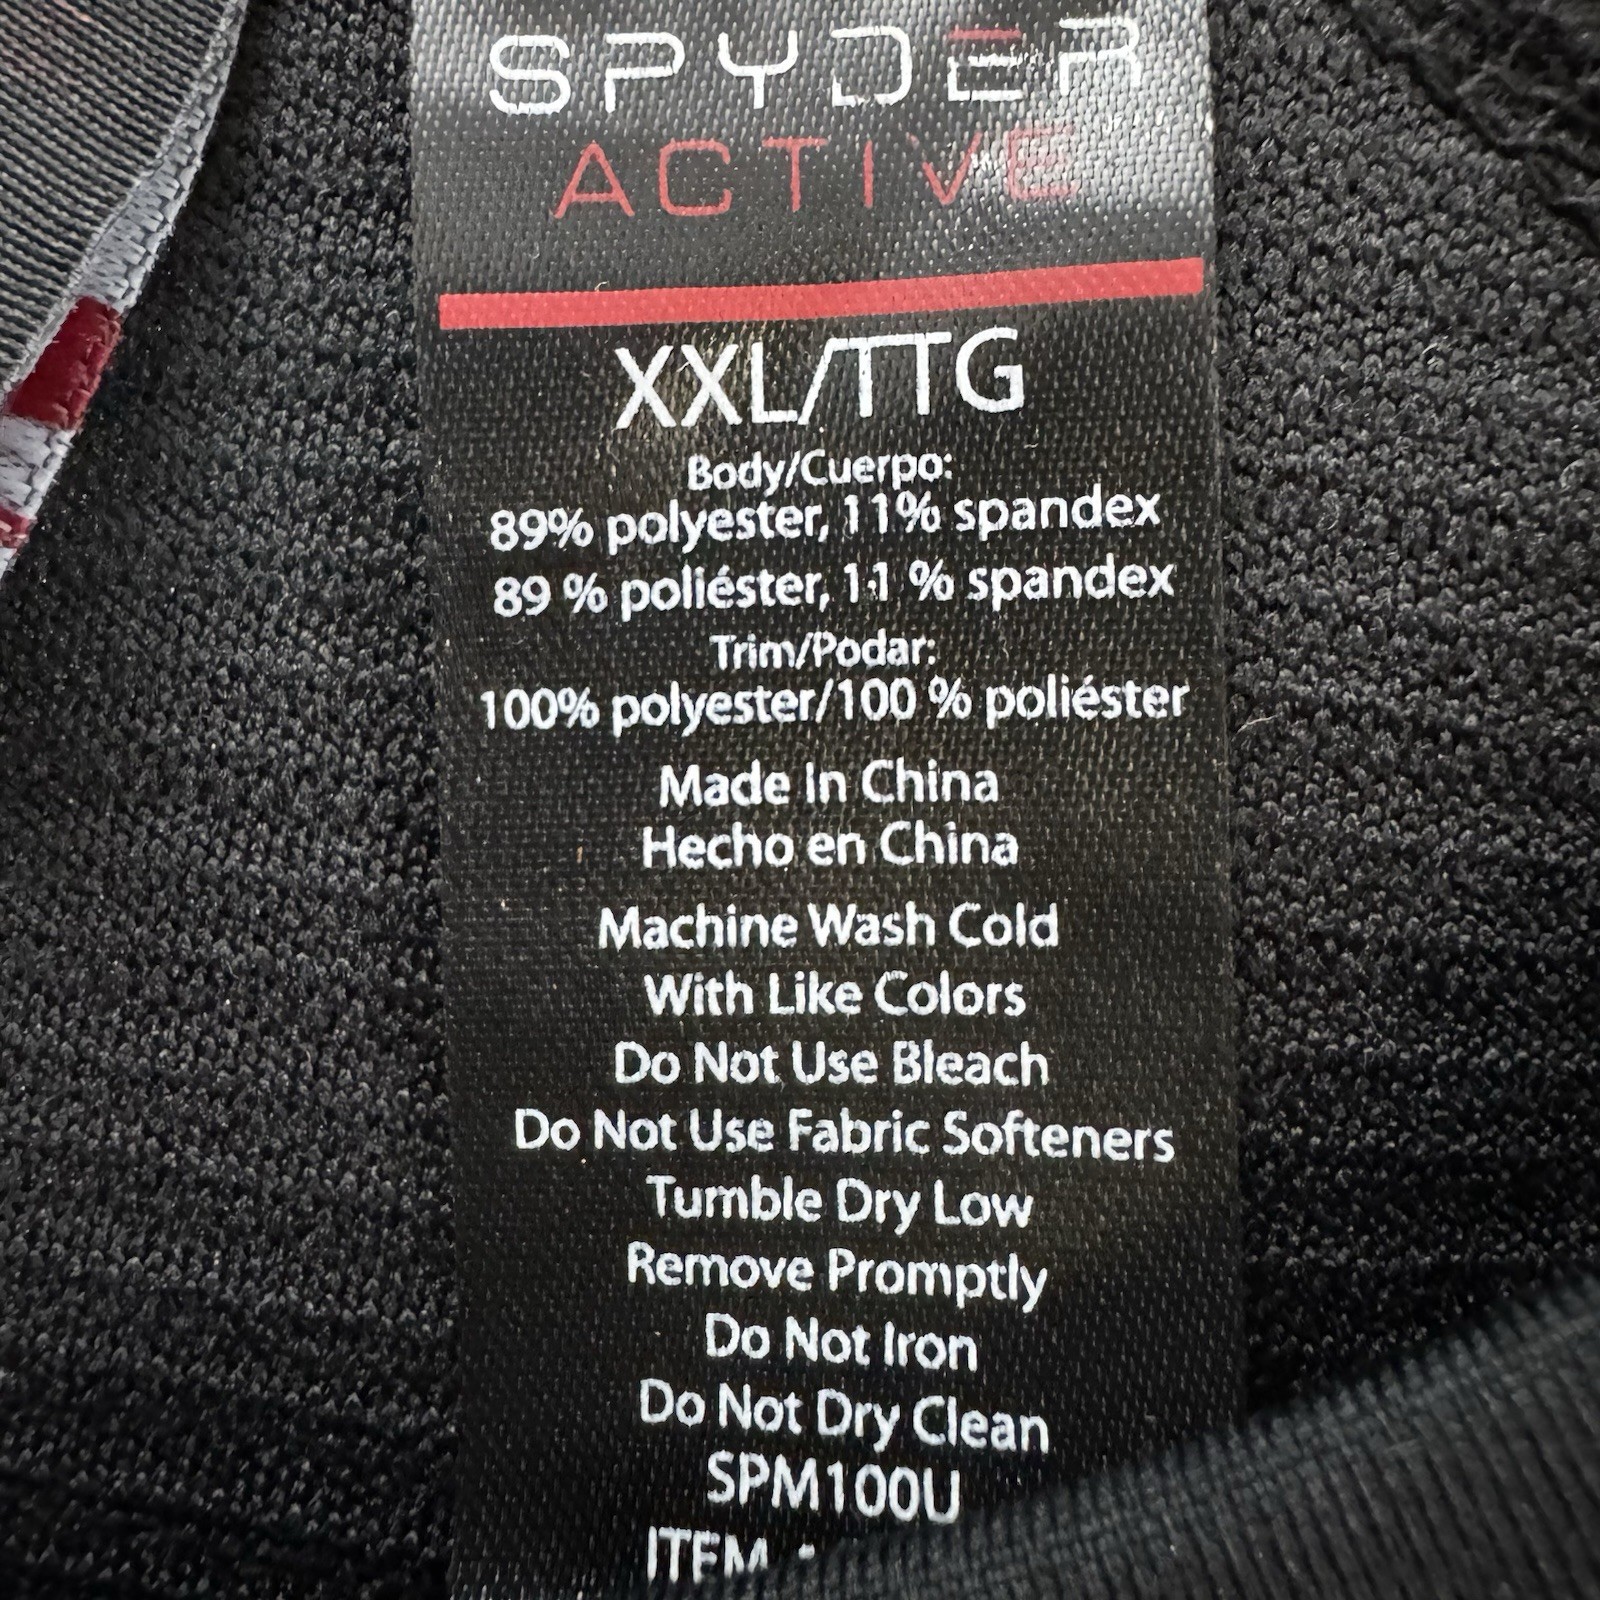 SPYDER
ACTIVE
XXL/TTG
Body/Cuerpo:
89% polyester, 11% spandex
89 % poliéster, 11 % spandex
Trim/Podar:
100% polyester/100 % poliéster
Made In China
Hecho en China
Machine Wash Cold
With Like Colors
Do Not Use Bleach
Do Not Use Fabric Softeners
Tumble Dry Low
Remove Promptly
Do Not Iron
Do Not Dry Clean
SPM100U
ITEM